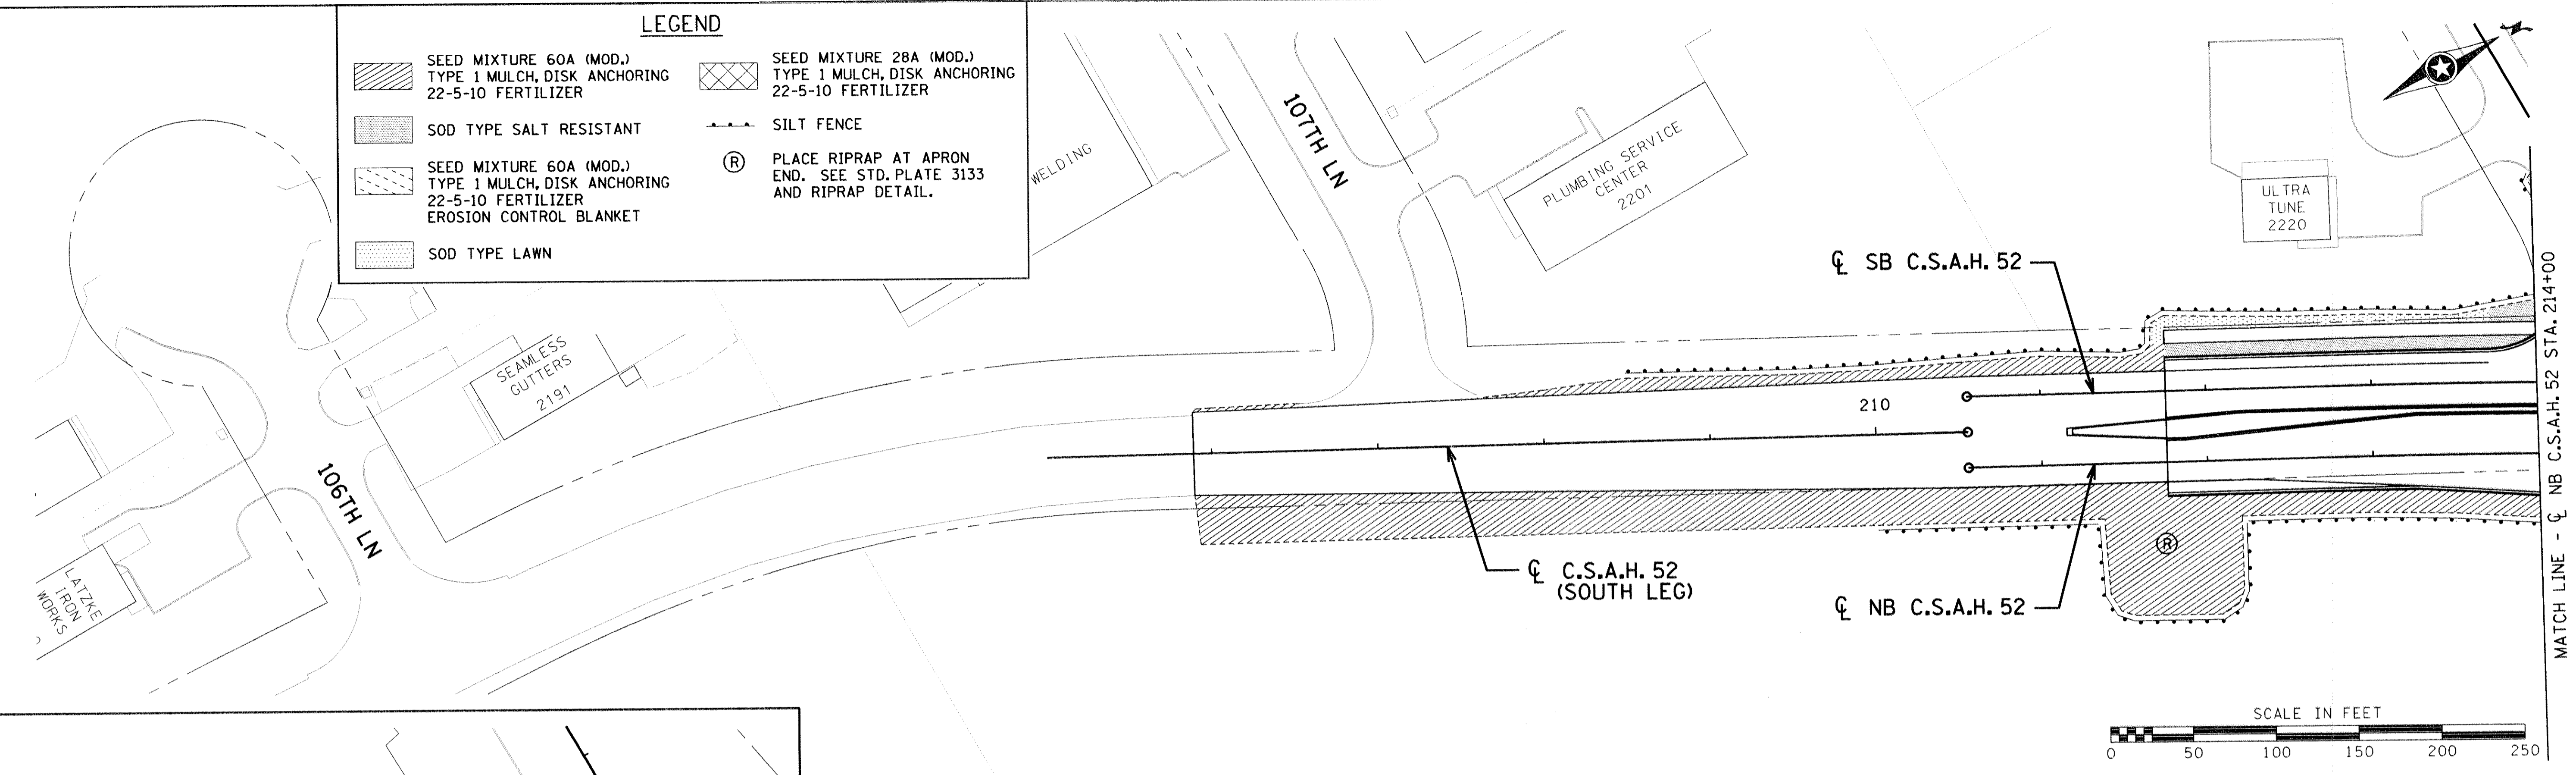 LEGEND
SEED MIXTURE 60A (MOD.)
TYPE 1 MULCH, DISK ANCHORING
22-5-10 FERTILIZER
SOD TYPE SALT RESISTANT
SEED MIXTURE 60A (MOD.)
TYPE 1 MULCH, DISK ANCHORING
22-5-10 FERTILIZER
EROSION CONTROL BLANKET
SOD TYPE LAWN
SEED MIXTURE 28A (MOD.)
TYPE 1 MULCH, DISK ANCHORING
22-5-10 FERTILIZER
SILT FENCE
R
PLACE RIPRAP AT APRON
END. SEE STD. PLATE 3133
AND RIPRAP DETAIL.
WELDING
107TH LN
PLUMBING SERVICE
CENTER
2201
ULTRA
TUNE
2220
SEAMLESS
GUTTERS
2191
106TH LN
LATZKE
IRON
WORKS
℄ SB C.S.A.H. 52
210
℄ C.S.A.H. 52
(SOUTH LEG)
℄ NB C.S.A.H. 52
R
MATCH LINE - ℄ NB C.S.A.H. 52 STA. 214+00
SCALE IN FEET
0 50 100 150 200 250